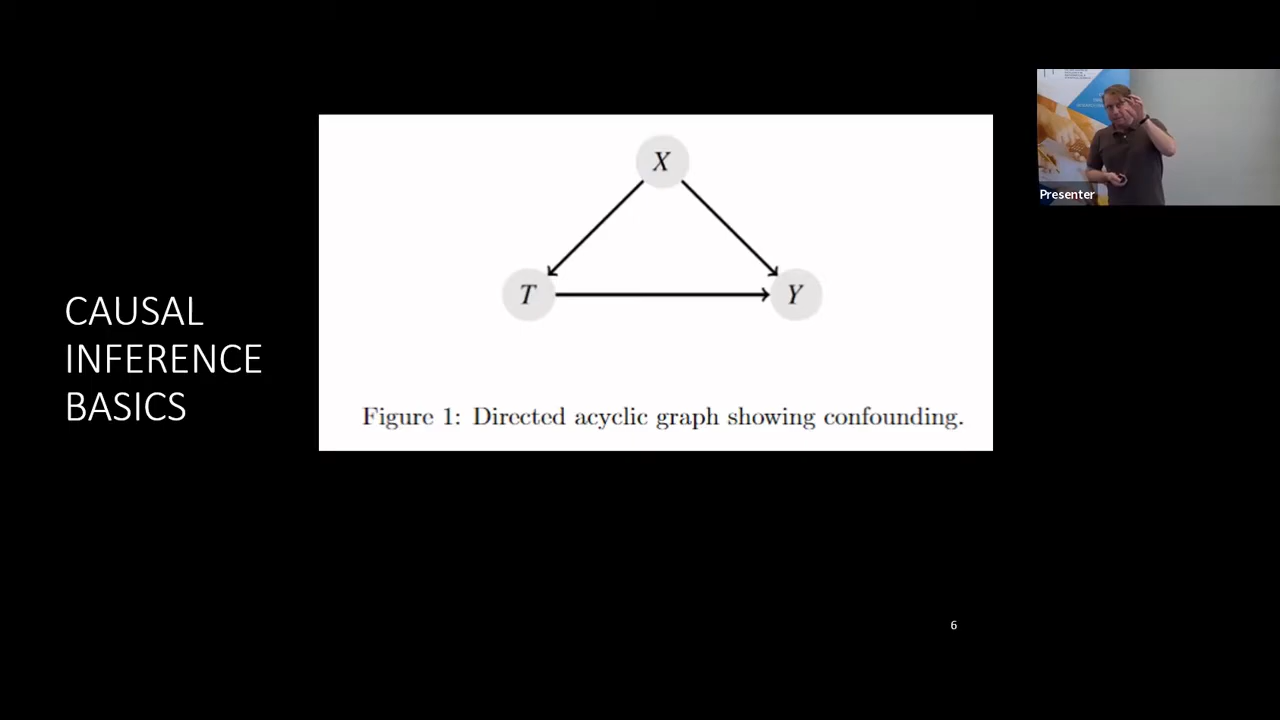 CAUSAL
INFERENCE
BASICS
X
T
Y
Figure 1: Directed acyclic graph showing confounding.
6
Presenter